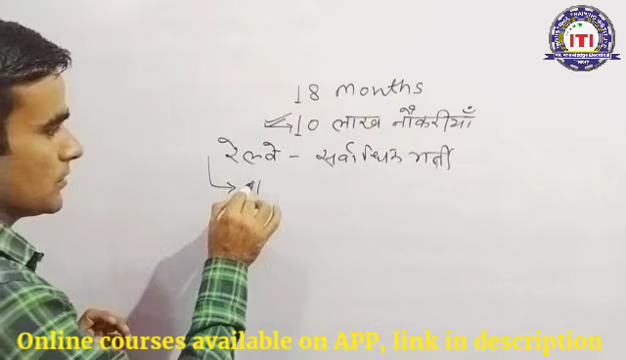 18 months
10 लाख नौकरीयाँ
रेलवे - सर्वाधिक भर्ती
ITI
Online courses available on APP, link in description